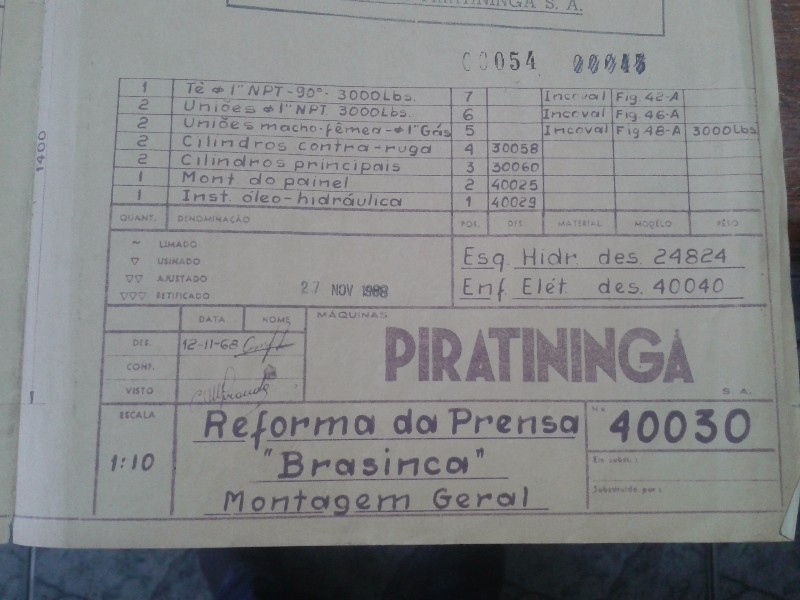 PIRATININGA S. A.
00054 00045
1 Tê ø 1" NPT - 90° - 3000Lbs. 7 Incoval Fig. 42-A
2 Uniões ø 1" NPT. 3000Lbs. 6 Incoval Fig. 46-A
2 Uniões macho-fêmea - ø 1" Gás 5 Incoval Fig. 48-A 3000Lbs
2 Cilindros contra-ruga 4 30058
2 Cilindros principais 3 30060
1 Mont do painel 2 40025
1 Inst. óleo-hidráulica 1 40029
QUANT. DENOMINAÇÃO POS. DES. MATERIAL MODÊLO PÊSO
~ LIMADO
▽ USINADO
▽▽ AJUSTADO
▽▽▽ RETIFICADO
27 NOV 1988
Esq. Hidr. des. 24824
Enf. Elét. des. 40040
DATA NOME
DES. 12-11-68
CONF.
VISTO
MÁQUINAS
PIRATININGA
S. A.
ESCALA
1:10
Reforma da Prensa
"Brasinca"
Montagem Geral
N.o
40030
Em subst.:
Substituido por:
1400